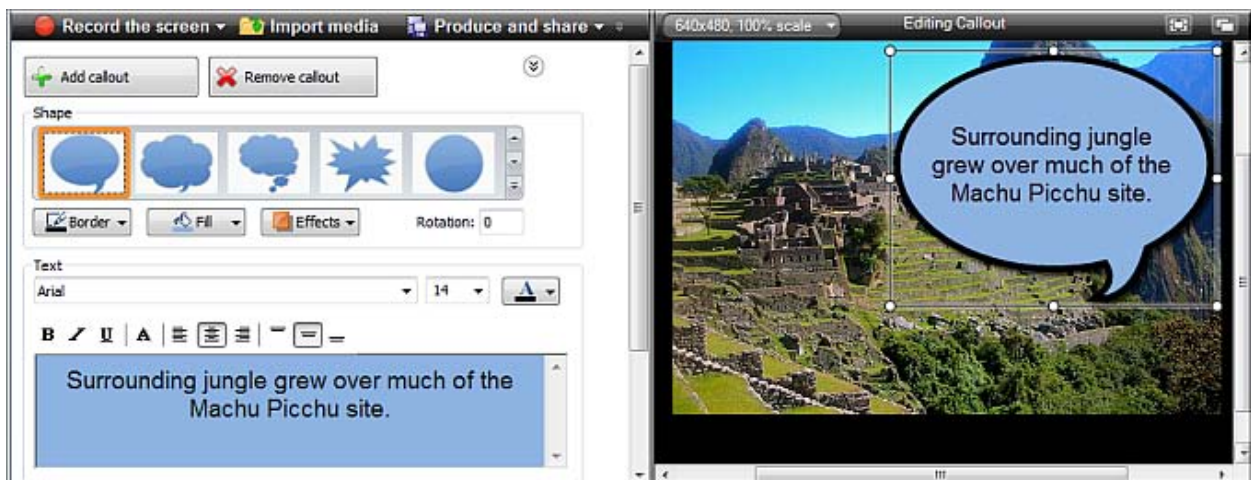 Record the screen Import media Produce and share
Add callout Remove callout
Shape
Border Fill Effects Rotation: 0
Text
Arial 14 A
B I U A
Surrounding jungle grew over much of the
Machu Picchu site.
640x480, 100% scale Editing Callout
Surrounding jungle
grew over much of the
Machu Picchu site.